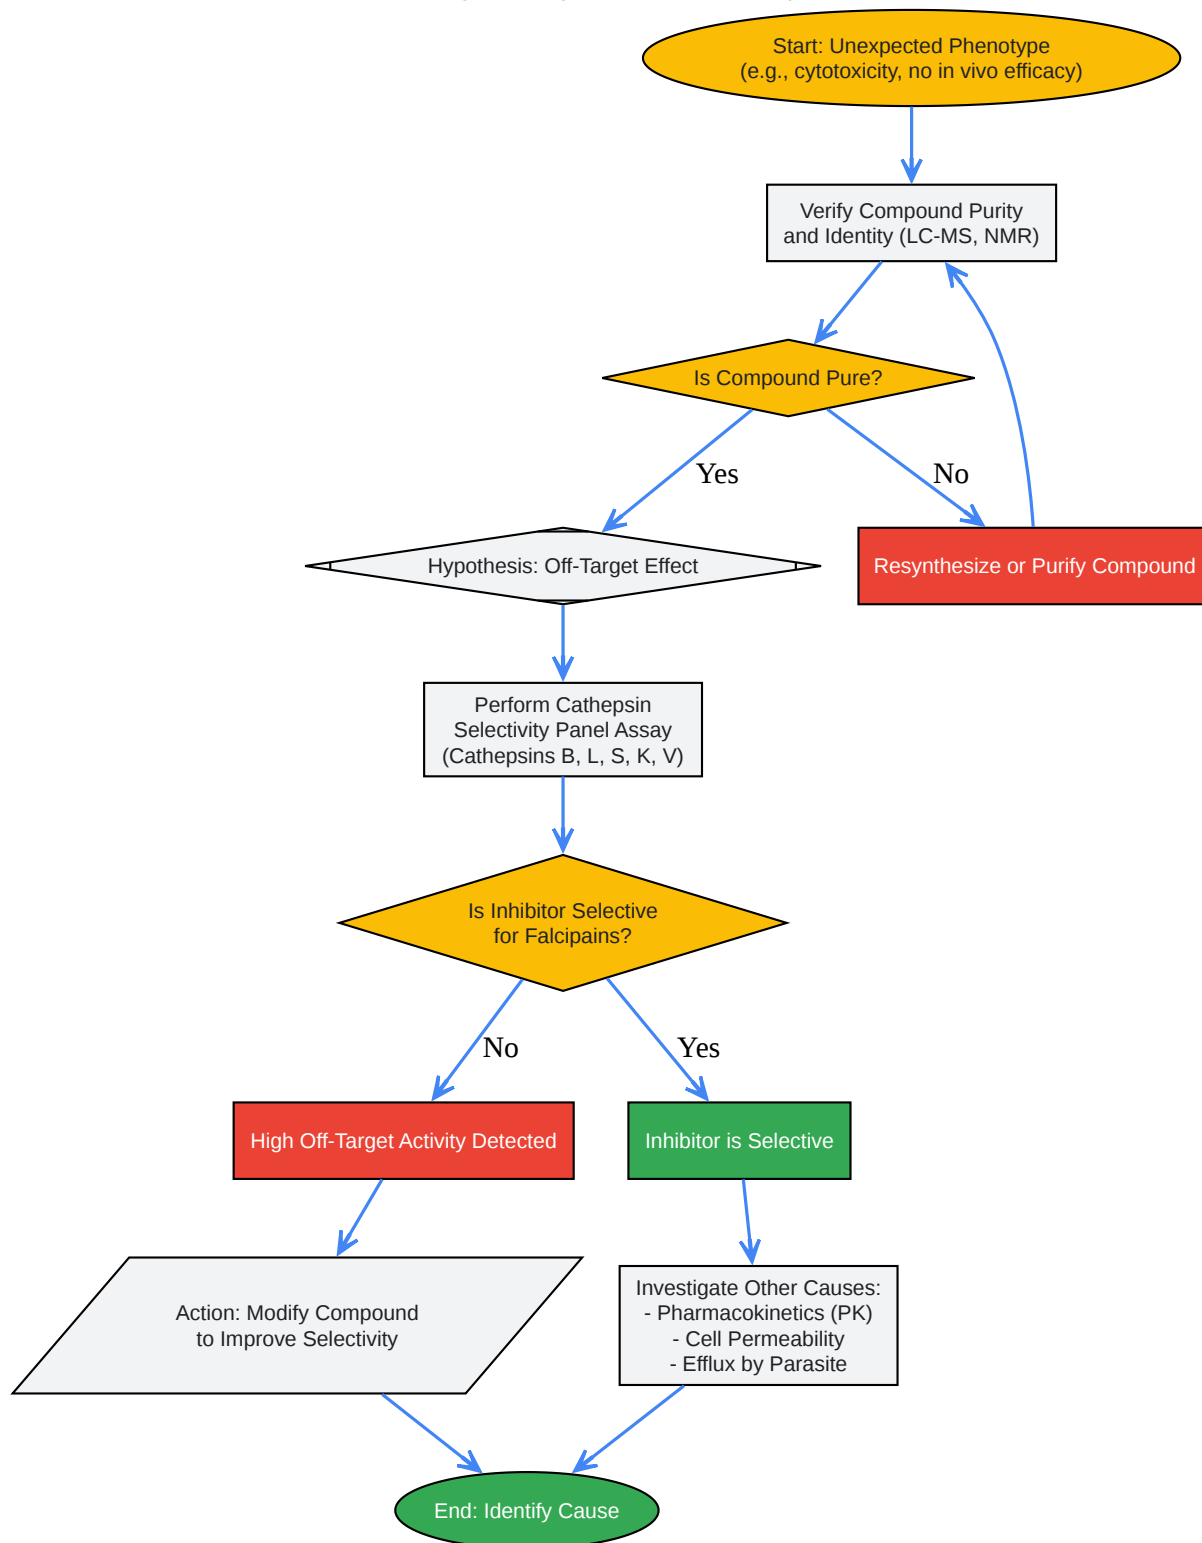 Start: Unexpected Phenotype
(e.g., cytotoxicity, no in vivo efficacy)
Verify Compound Purity
and Identity (LC-MS, NMR)
Is Compound Pure?
Yes
No
Hypothesis: Off-Target Effect
Resynthesize or Purify Compound
Perform Cathepsin
Selectivity Panel Assay
(Cathepsins B, L, S, K, V)
Is Inhibitor Selective
for Falcipains?
No
Yes
High Off-Target Activity Detected
Inhibitor is Selective
Action: Modify Compound
to Improve Selectivity
Investigate Other Causes:
- Pharmacokinetics (PK)
- Cell Permeability
- Efflux by Parasite
End: Identify Cause